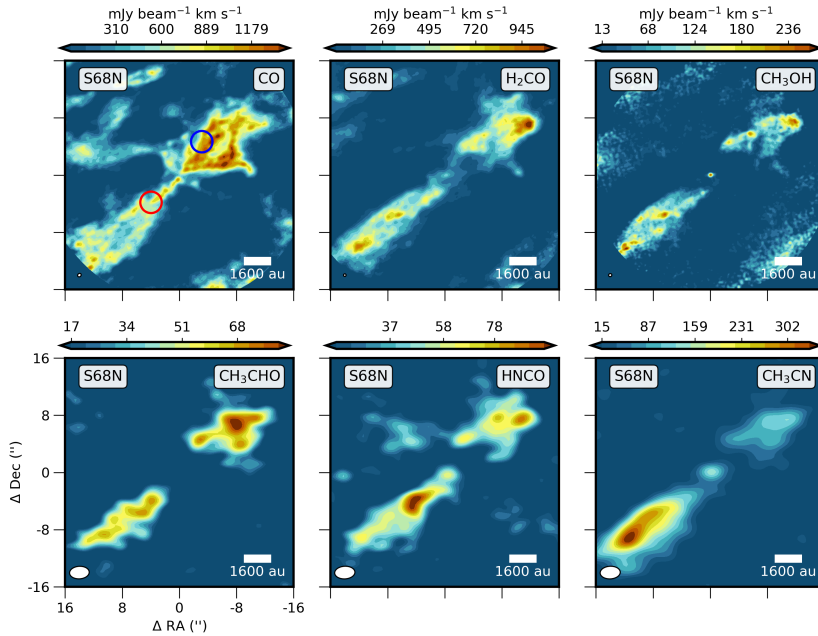 mJy beam⁻¹ km s⁻¹ mJy beam⁻¹ km s⁻¹ mJy beam⁻¹ km s⁻¹
310 600 889 1179 269 495 720 945 13 68 124 180 236
S68N CO S68N H₂CO S68N CH₃OH
1600 au 1600 au 1600 au
17 34 51 68 37 58 78 15 87 159 231 302
16 S68N CH₃CHO S68N HNCO S68N CH₃CN
8
0
Δ Dec ('')
-8
1600 au 1600 au 1600 au
-16
16 8 0 -8 -16
Δ RA ('')